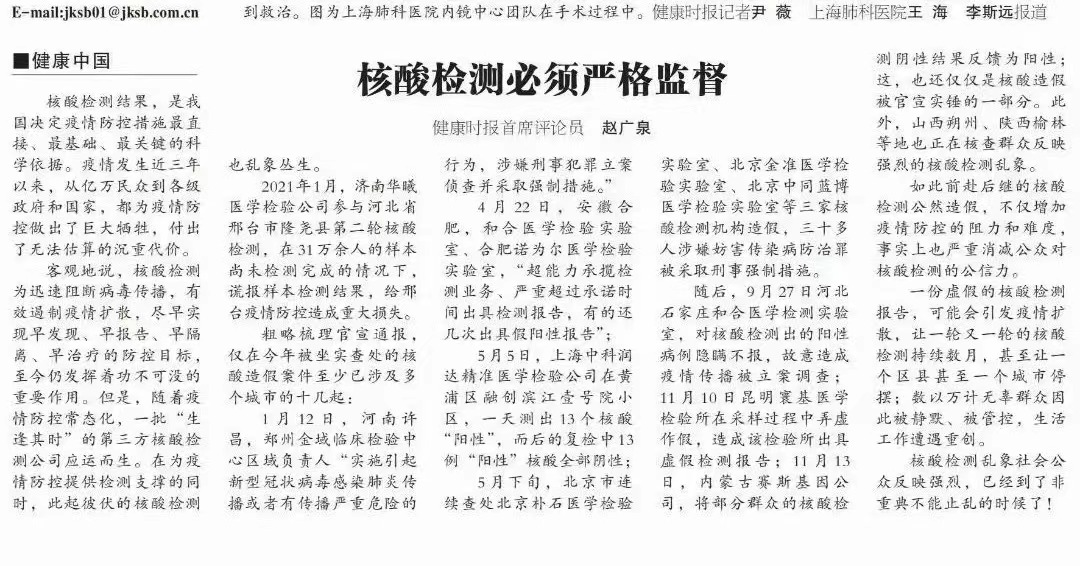 E-mail:jksb01@jksb.com.cn
到救治。图为上海肺科医院内镜中心团队在手术过程中。健康时报记者尹 薇 上海肺科医院王 海 李斯远报道
■健康中国
核酸检测必须严格监督
健康时报首席评论员 赵广泉
核酸检测结果，是我
国决定疫情防控措施最直
接、最基础、最关键的科
学依据。疫情发生近三年
以来，从亿万民众到各级
政府和国家，都为疫情防
控做出了巨大牺牲，付出
了无法估算的沉重代价。
客观地说，核酸检测
为迅速阻断病毒传播，有
效遏制疫情扩散，尽早实
现早发现、早报告、早隔
离、早治疗的防控目标，
至今仍发挥着功不可没的
重要作用。但是，随着疫
情防控常态化，一批“生
逢其时”的第三方核酸检
测公司应运而生。在为疫
情防控提供检测支撑的同
时，此起彼伏的核酸检测
也乱象丛生。
2021年1月，济南华曦
医学检验公司参与河北省
邢台市隆尧县第二轮核酸
检测，在31万余人的样本
尚未检测完成的情况下，
谎报样本检测结果，给邢
台疫情防控造成重大损失。
粗略梳理官宣通报，
仅在今年被坐实查处的核
酸造假案件至少已涉及多
个城市的十几起：
1月12日，河南许
昌，郑州金域临床检验中
心区域负责人“实施引起
新型冠状病毒感染肺炎传
播或者有传播严重危险的
行为，涉嫌刑事犯罪立案
侦查并采取强制措施。”
4月22日，安徽合
肥，和合医学检验实验
室、合肥诺为尔医学检验
实验室，“超能力承揽检
测业务、严重超过承诺时
间出具检测报告，有的还
几次出具假阳性报告”；
5月5日，上海中科润
达精准医学检验公司在黄
浦区融创滨江壹号院小
区，一天测出13个核酸
“阳性”，而后的复检中13
例“阳性”核酸全部阴性；
5月下旬，北京市连
续查处北京朴石医学检验
实验室、北京金准医学检
验实验室、北京中同蓝博
医学检验实验室等三家核
酸检测机构造假，三十多
人涉嫌妨害传染病防治罪
被采取刑事强制措施。
随后，9月27日河北
石家庄和合医学检测实验
室，对核酸检测出的阳性
病例隐瞒不报，故意造成
疫情传播被立案调查；
11月10日昆明寰基医学
检验所在采样过程中弄虚
作假，造成该检验所出具
虚假检测报告；11月13
日，内蒙古赛斯基因公
司，将部分群众的核酸检
测阴性结果反馈为阳性；
这，也还仅仅是核酸造假
被官宣实锤的一部分。此
外，山西朔州、陕西榆林
等地也正在核查群众反映
强烈的核酸检测乱象。
如此前赴后继的核酸
检测公然造假，不仅增加
疫情防控的阻力和难度，
事实上也严重消减公众对
核酸检测的公信力。
一份虚假的核酸检测
报告，可能会引发疫情扩
散，让一轮又一轮的核酸
检测持续数月，甚至让一
个区县甚至一个城市停
摆；数以万计无辜群众因
此被静默、被管控，生活
工作遭遇重创。
核酸检测乱象社会公
众反映强烈，已经到了非
重典不能止乱的时候了！